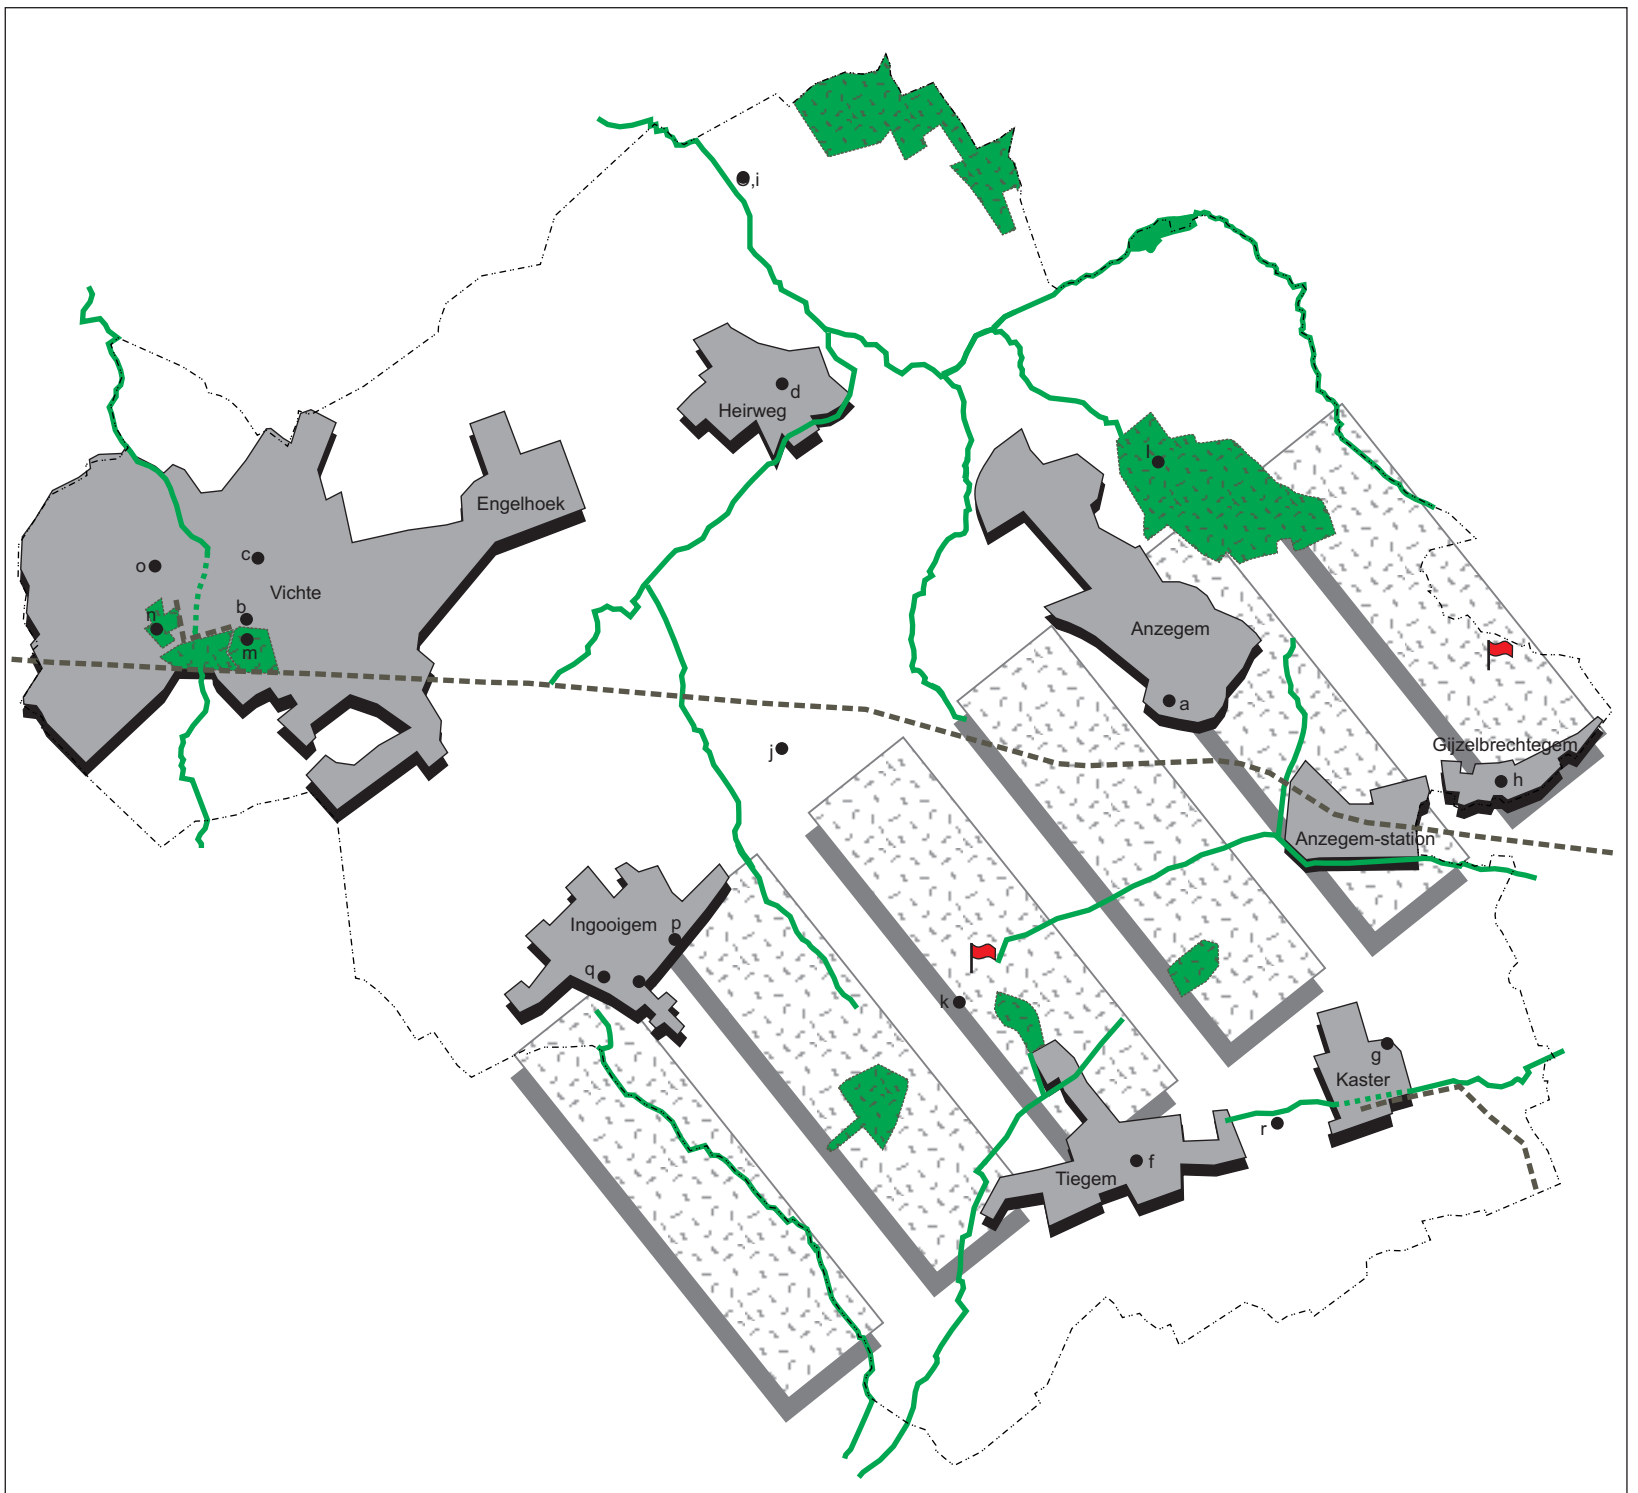 ,i
d
Heirweg
l
Engelhoek
c
o
Vichte
b
n
Anzegem
m
a
Gijzelbrechtegem
j
h
Anzegem-station
p
Ingooigem
q
k
g
Kaster
r
f
Tiegem